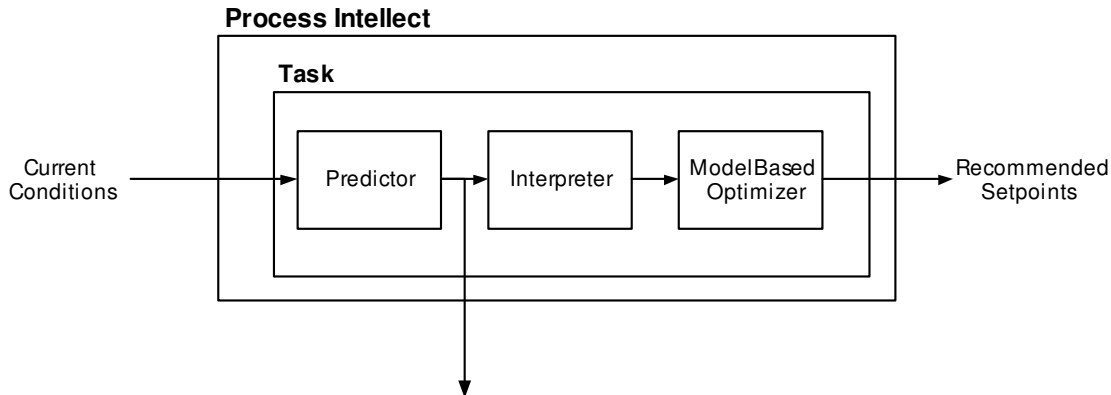 Process Intellect
Task
Current
Conditions
Predictor
Interpreter
ModelBased
Optimizer
Recommended
Setpoints